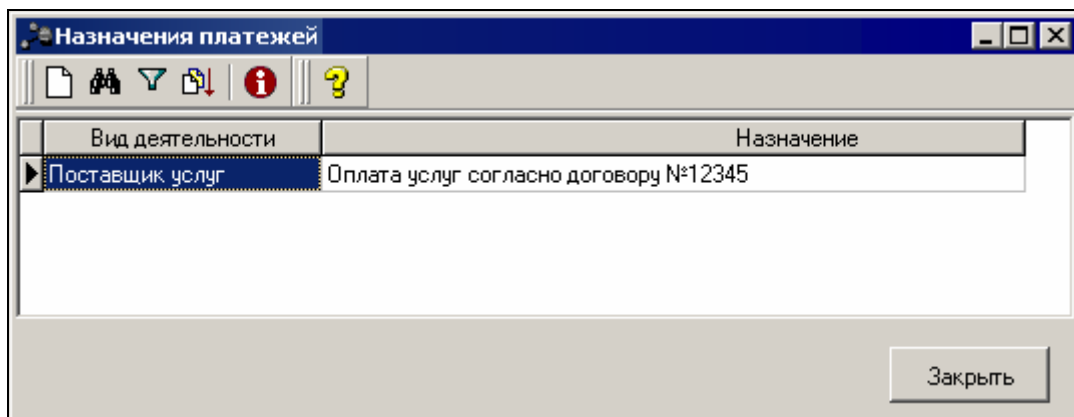 Назначения платежей
Вид деятельности Назначение
Поставщик услуг Оплата услуг согласно договору №12345
Закрыть